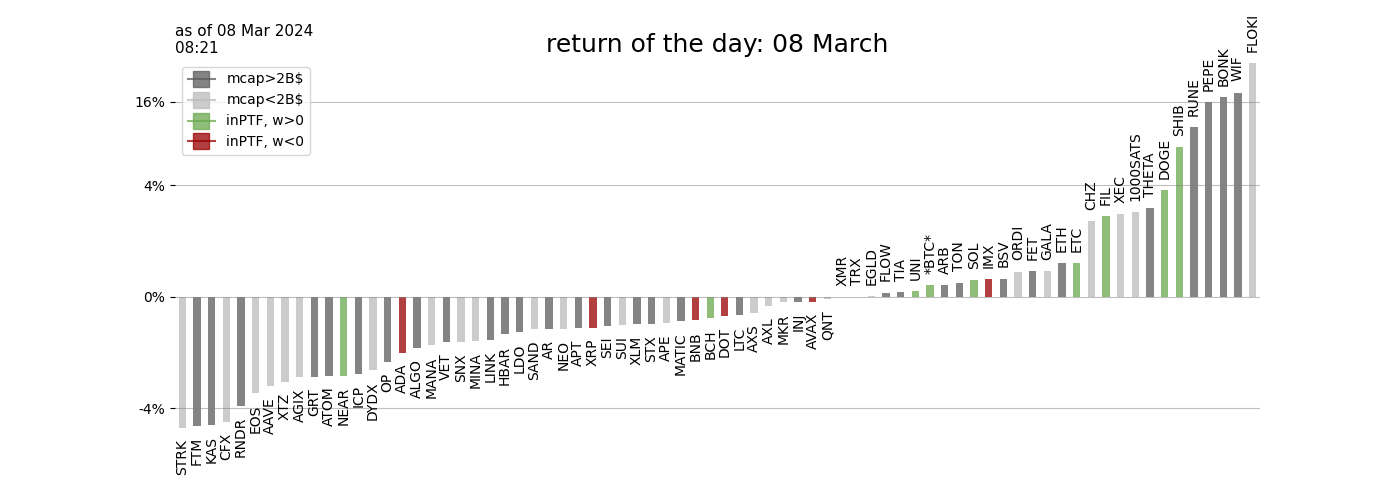 as of 08 Mar 2024
08:21
return of the day: 08 March
mcap>2B$
mcap<2B$
inPTF, w>0
inPTF, w<0
16%
4%
0%
-4%
STRK
FTM
KAS
CFX
RNDR
EOS
AAVE
XTZ
AGIX
GRT
ATOM
NEAR
ICP
DYDX
OP
ADA
ALGO
MANA
VET
SNX
MINA
LINK
HBAR
LDO
SAND
AR
NEO
APT
XRP
SEI
SUI
XLM
STX
APE
MATIC
BNB
BCH
DOT
LTC
AXS
AXL
MKR
INJ
AVAX
QNT
XMR
TRX
EGLD
FLOW
TIA
UNI
*BTC*
ARB
TON
SOL
IMX
BSV
ORDI
FET
GALA
ETH
ETC
CHZ
FIL
XEC
1000SATS
THETA
DOGE
SHIB
RUNE
PEPE
BONK
WIF
FLOKI